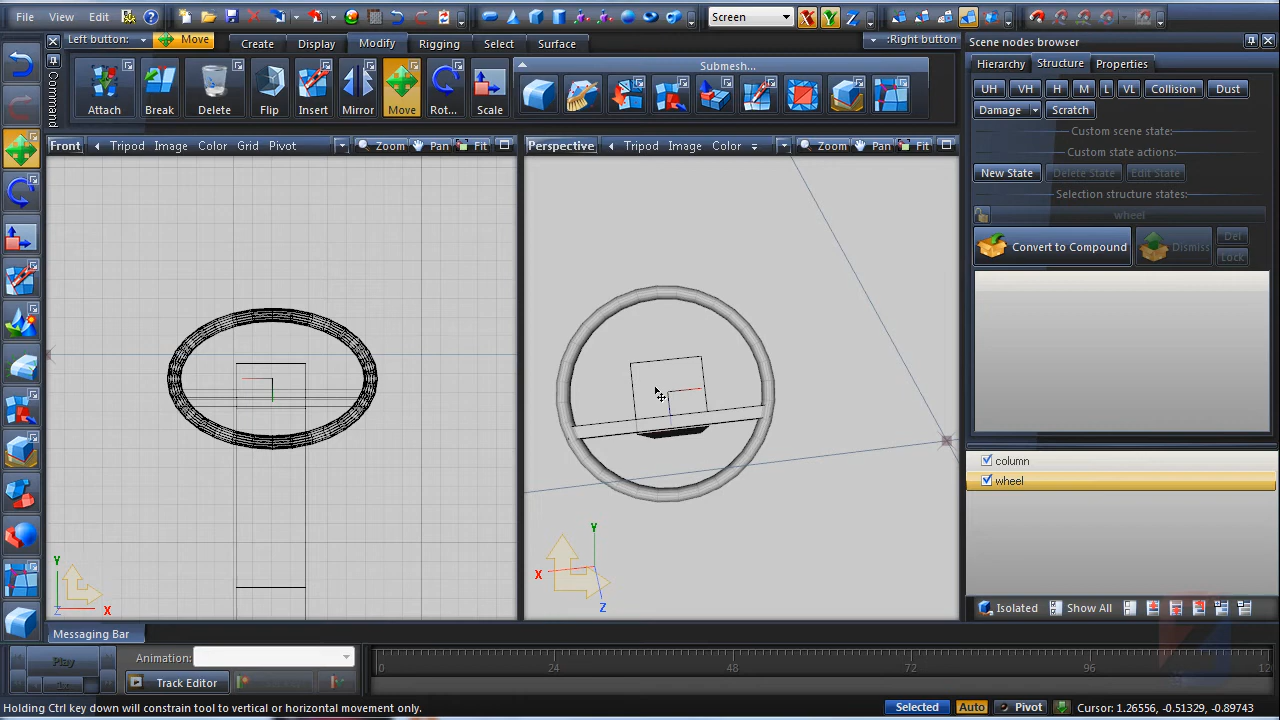 File View Edit Screen X Y Z
Left button: Move Create Display Modify Rigging Select Surface :Right button
Command
Attach Break Delete Flip Insert Mirror Move Rot... Scale
Submesh...
Front Tripod Image Color Grid Pivot Zoom Pan Fit
Perspective Tripod Image Color Zoom Pan Fit
Scene nodes browser
Hierarchy Structure Properties
UH VH H M L VL Collision Dust
Damage Scratch
Custom scene state:
Custom state actions:
New State Delete State Edit State
Selection structure states:
wheel
Convert to Compound Dismiss Del
Lock
column
wheel
Isolated Show All
Y
X
Z
Y
X
Z
Messaging Bar
Play Animation: 0 24 48 72 96 12
1x Track Editor
Holding Ctrl key down will constrain tool to vertical or horizontal movement only. Selected Auto Pivot Cursor: 1.26556, -0.51329, -0.89743